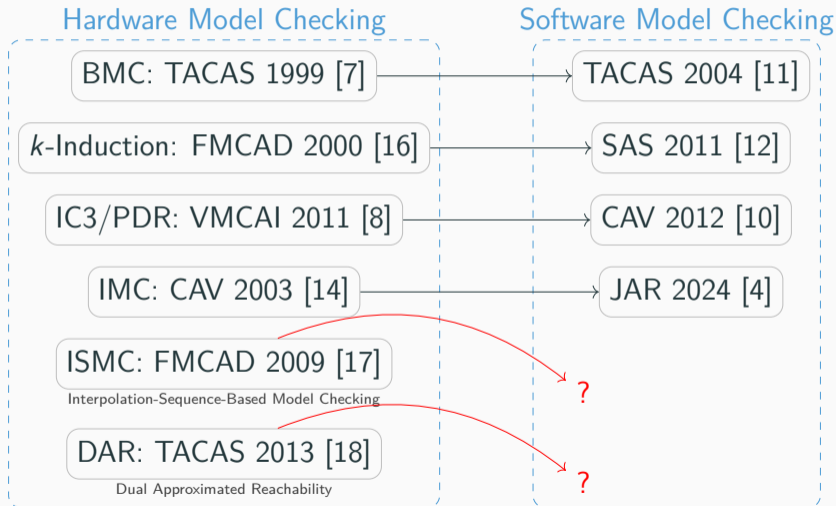 Hardware Model Checking
Software Model Checking
BMC: TACAS 1999 [7]
TACAS 2004 [11]
k-Induction: FMCAD 2000 [16]
SAS 2011 [12]
IC3/PDR: VMCAI 2011 [8]
CAV 2012 [10]
IMC: CAV 2003 [14]
JAR 2024 [4]
ISMC: FMCAD 2009 [17]
Interpolation-Sequence-Based Model Checking
?
DAR: TACAS 2013 [18]
Dual Approximated Reachability
?